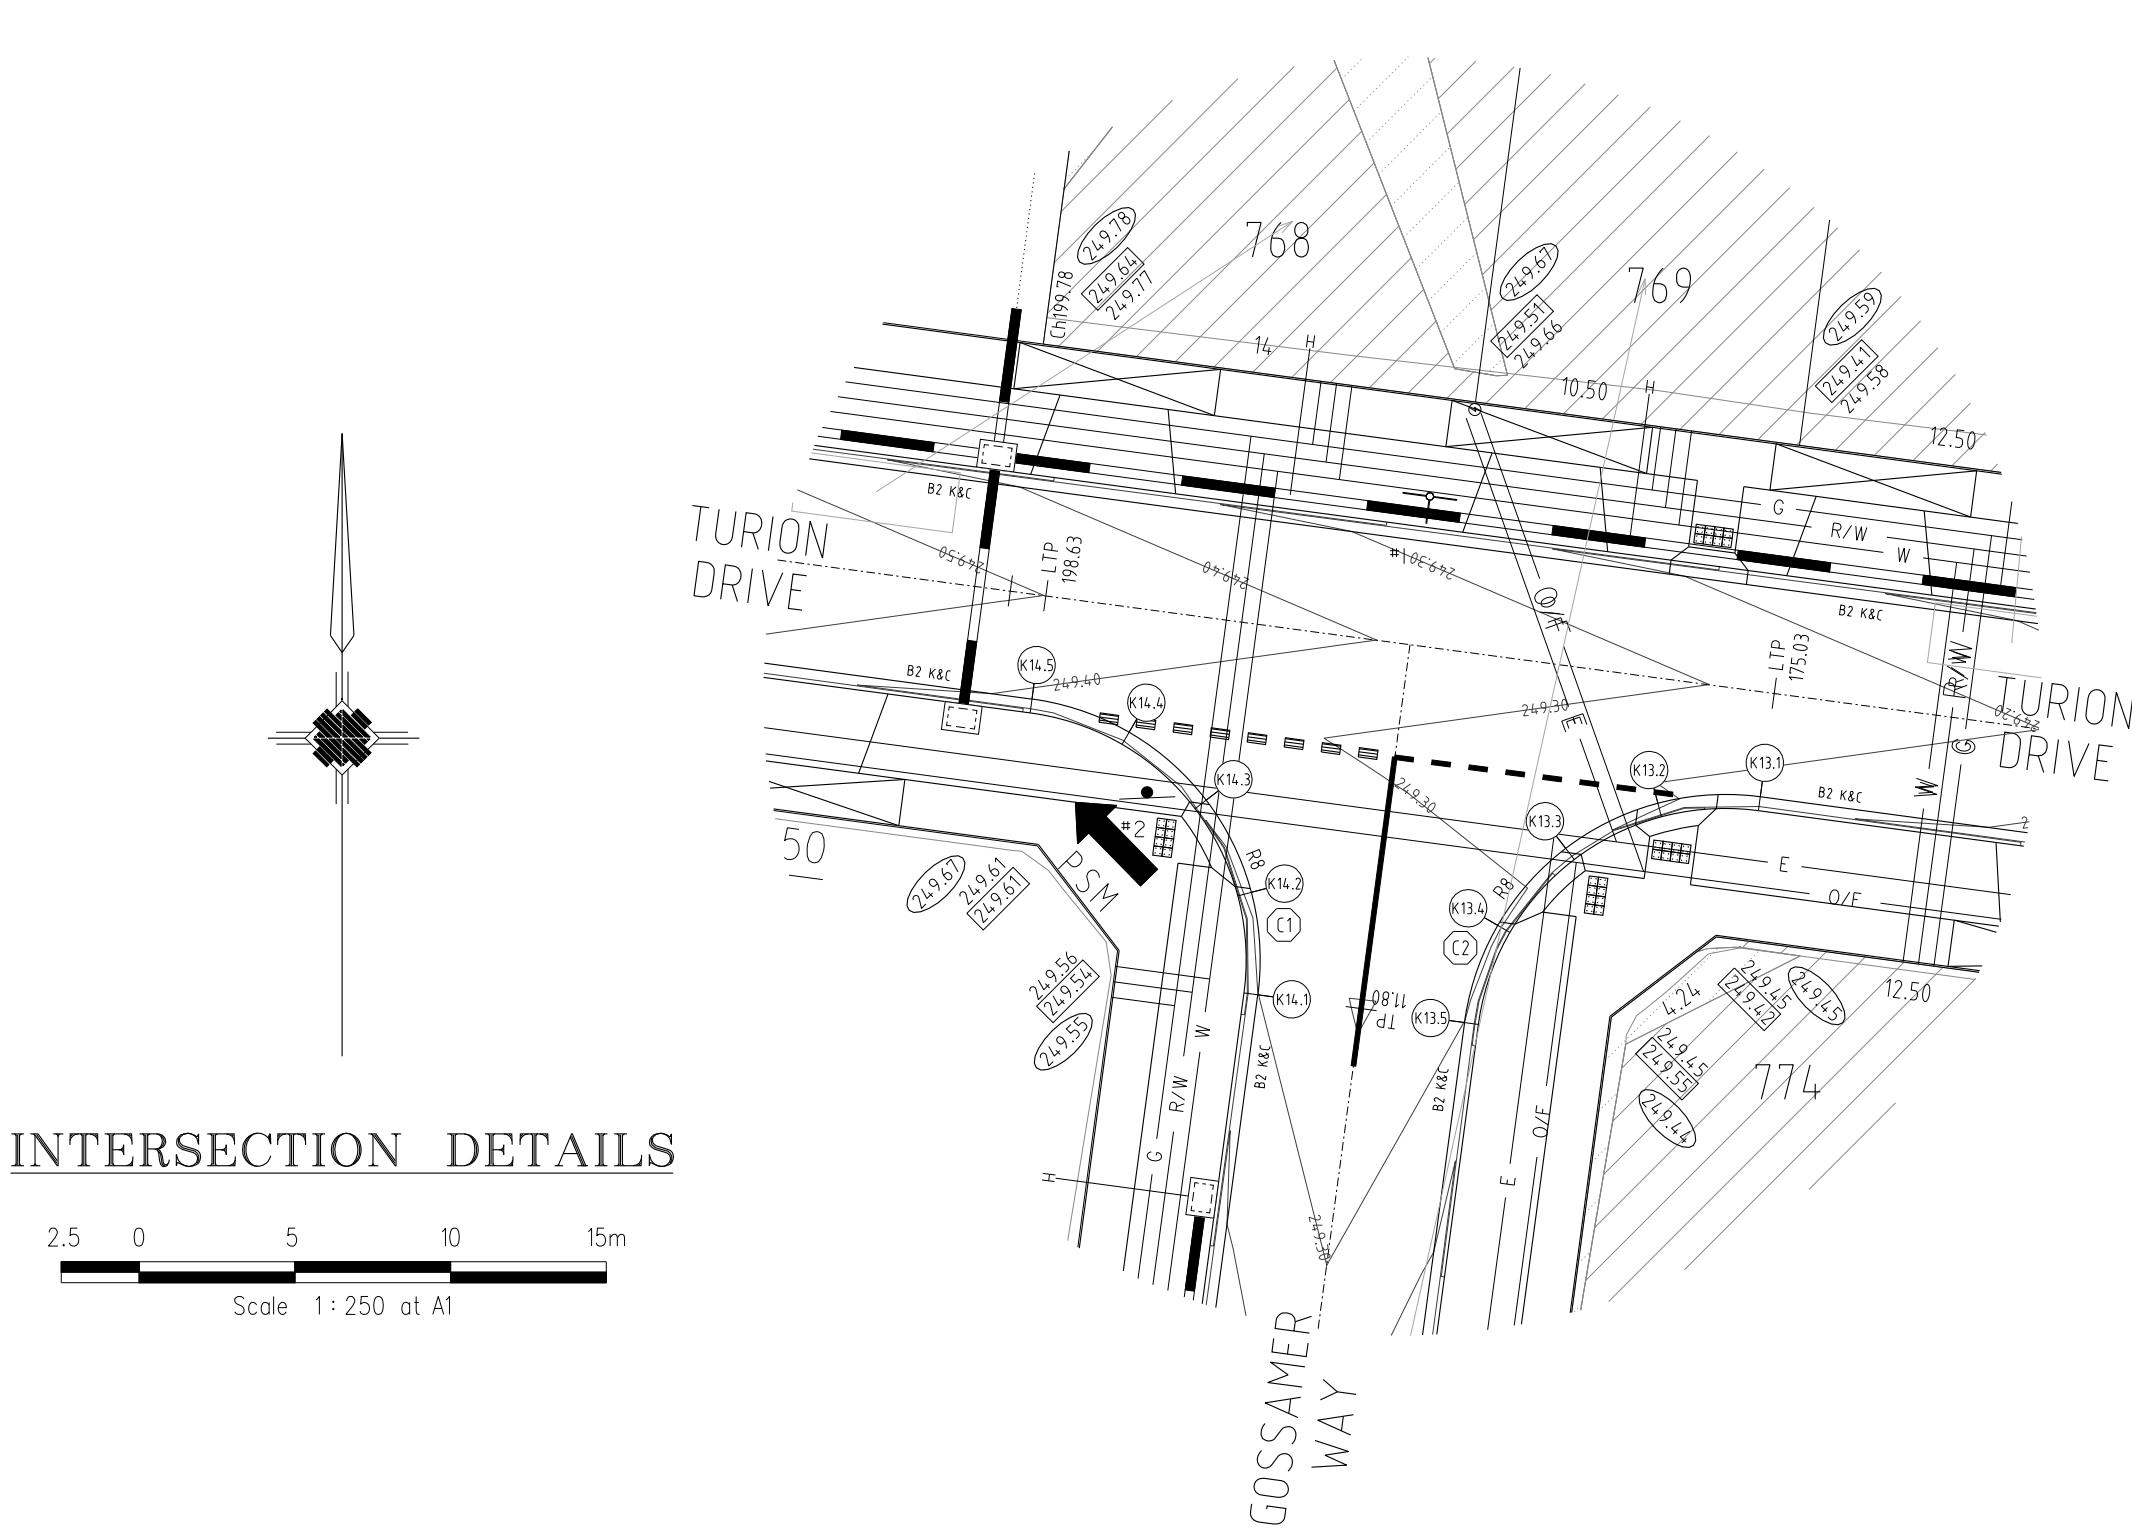 768
769
249.78
249.64
249.77
Ch199.78
249.67
249.51
249.66
249.59
249.41
249.58
14
H
10.50
H
12.50
B2 K&C
G
R/W
W
TURION
DRIVE
249.50
LTP
198.63
249.40
#1
249.30
O/F
E
B2 K&C
LTP
175.03
R/W
W
G
TURION
DRIVE
249.20
B2 K&C
K14.5
249.40
K14.4
249.30
E
K14.3
K13.2
K13.1
B2 K&C
249.30
K13.3
2
#2
50
PSM
249.67
249.61
249.61
R8
K14.2
C1
R8
K13.4
C2
E
O/F
249.56
249.54
249.55
K14.1
TP
11.80
K13.5
4.24
249.45
249.42
249.45
12.50
249.45
249.55
249.44
774
W
R/W
G
B2 K&C
B2 K&C
O/F
E
H
249.30
GOSSAMER
WAY
INTERSECTION DETAILS
2.5 0 5 10 15m
Scale 1:250 at A1